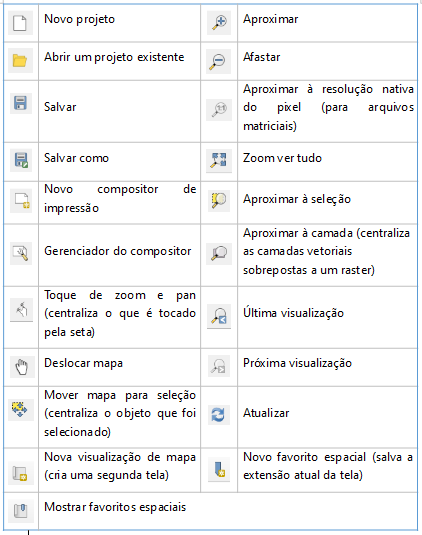 Novo projeto
Aproximar
Abrir um projeto existente
Afastar
Salvar
Aproximar à resolução nativa
do pixel (para arquivos
matriciais)
Salvar como
Zoom ver tudo
Novo compositor de
impressão
Aproximar à seleção
Gerenciador do compositor
Aproximar à camada (centraliza
as camadas vetoriais
sobrepostas a um raster)
Toque de zoom e pan
(centraliza o que é tocado
pela seta)
Última visualização
Deslocar mapa
Próxima visualização
Mover mapa para seleção
(centraliza o objeto que foi
selecionado)
Atualizar
Nova visualização de mapa
(cria uma segunda tela)
Novo favorito espacial (salva a
extensão atual da tela)
Mostrar favoritos espaciais